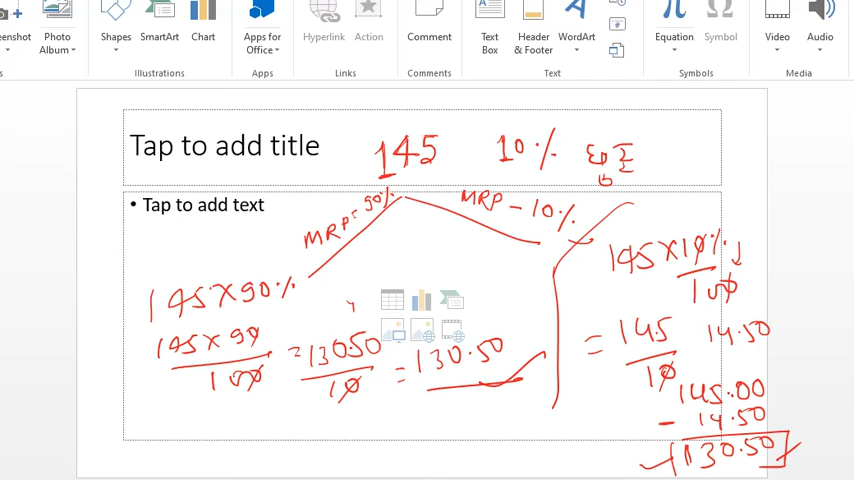 eenshot Photo Album Shapes SmartArt Chart Apps for Office Hyperlink Action Comment Text Box Header & Footer WordArt Equation Symbol Video Audio
Illustrations Apps Links Comments Text Symbols Media
Tap to add title 145 10%
• Tap to add text
MRP - 90% MRP - 10%
145 X 90%
145 X 90
100
= 130.50
10
= 130.50
145 X 10%
100
= 145
10
14.50
145.00
- 14.50
130.50